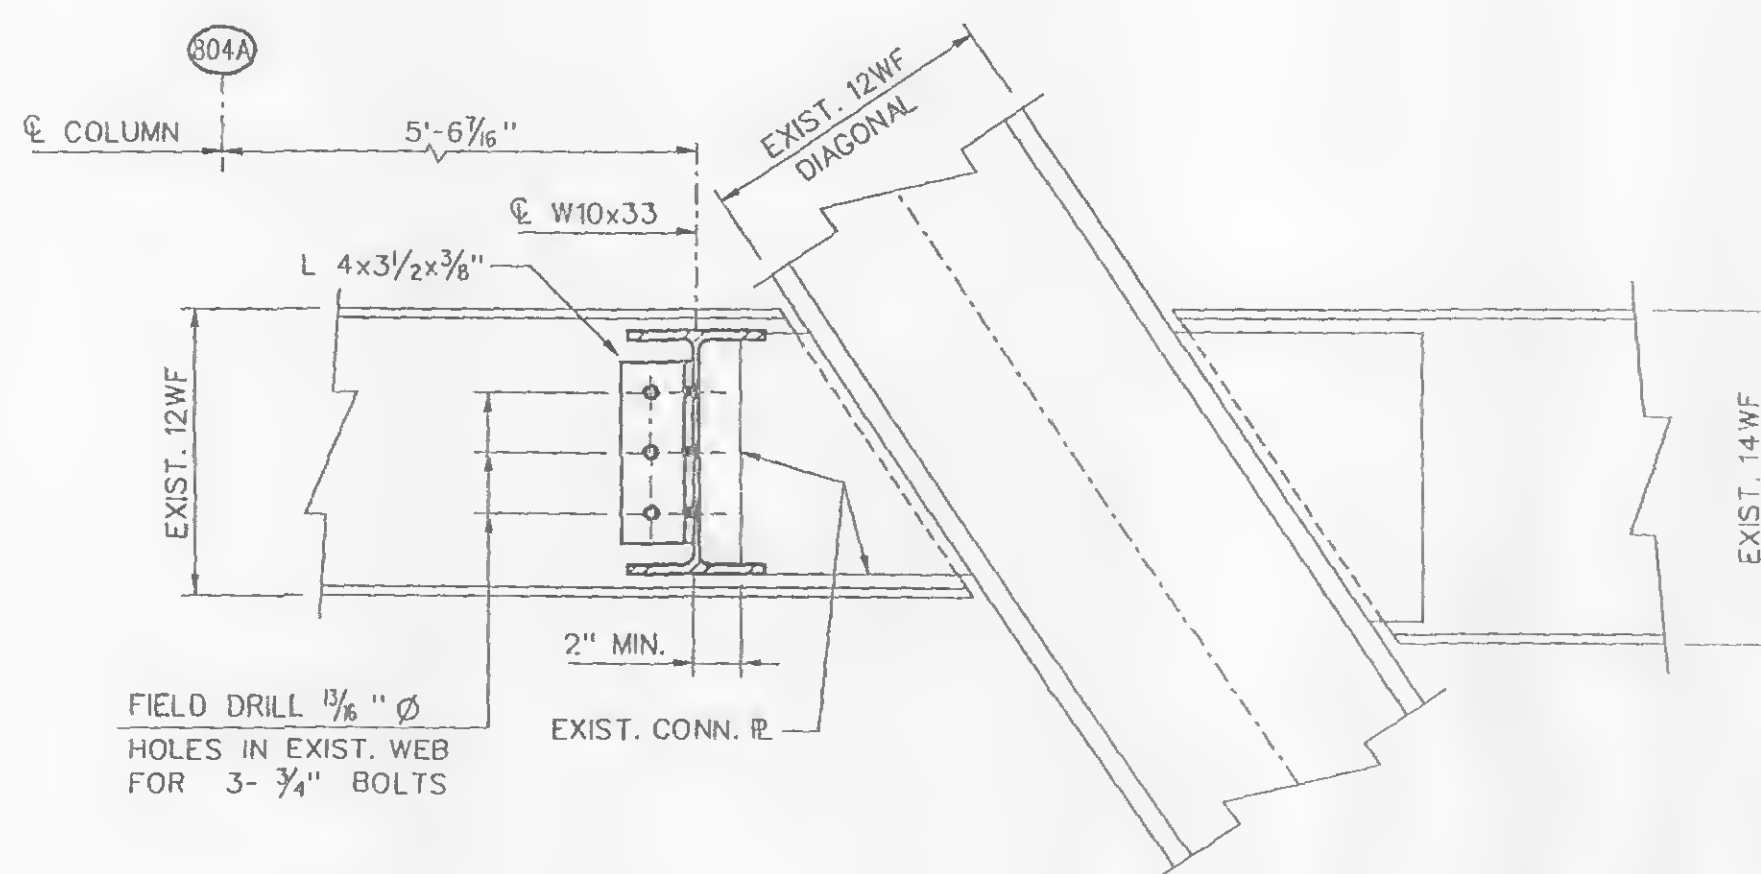 804A
℄ COLUMN
5'-6 7/16"
EXIST. 12WF
DIAGONAL
℄ W10x33
L 4x3 1/2x3/8"
EXIST. 12WF
EXIST. 14WF
2" MIN.
FIELD DRILL 13/16 " Ø
HOLES IN EXIST. WEB
FOR 3- 3/4" BOLTS
EXIST. CONN. ⅊